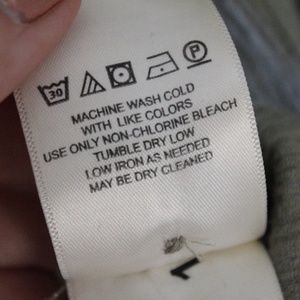 30 P
MACHINE WASH COLD
WITH LIKE COLORS
USE ONLY NON-CHLORINE BLEACH
TUMBLE DRY LOW
LOW IRON AS NEEDED
MAY BE DRY CLEANED